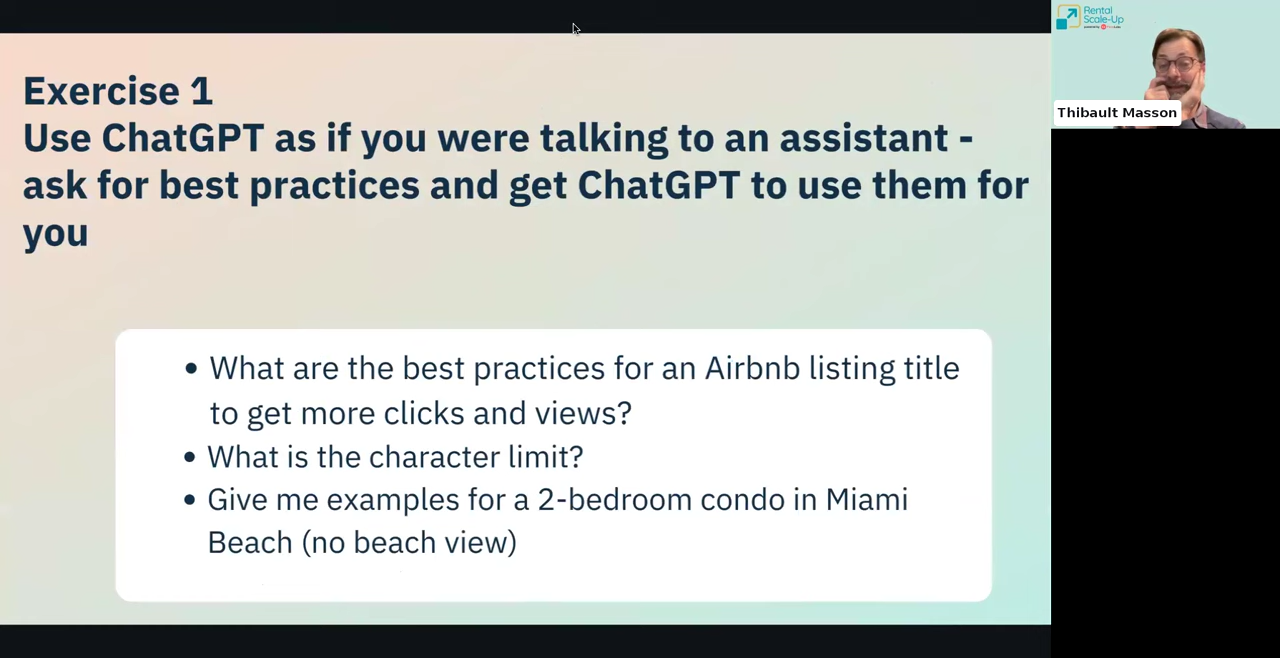 Exercise 1
Use ChatGPT as if you were talking to an assistant -
ask for best practices and get ChatGPT to use them for
you
• What are the best practices for an Airbnb listing title
to get more clicks and views?
• What is the character limit?
• Give me examples for a 2-bedroom condo in Miami
Beach (no beach view)
Rental
Scale-Up
Thibault Masson